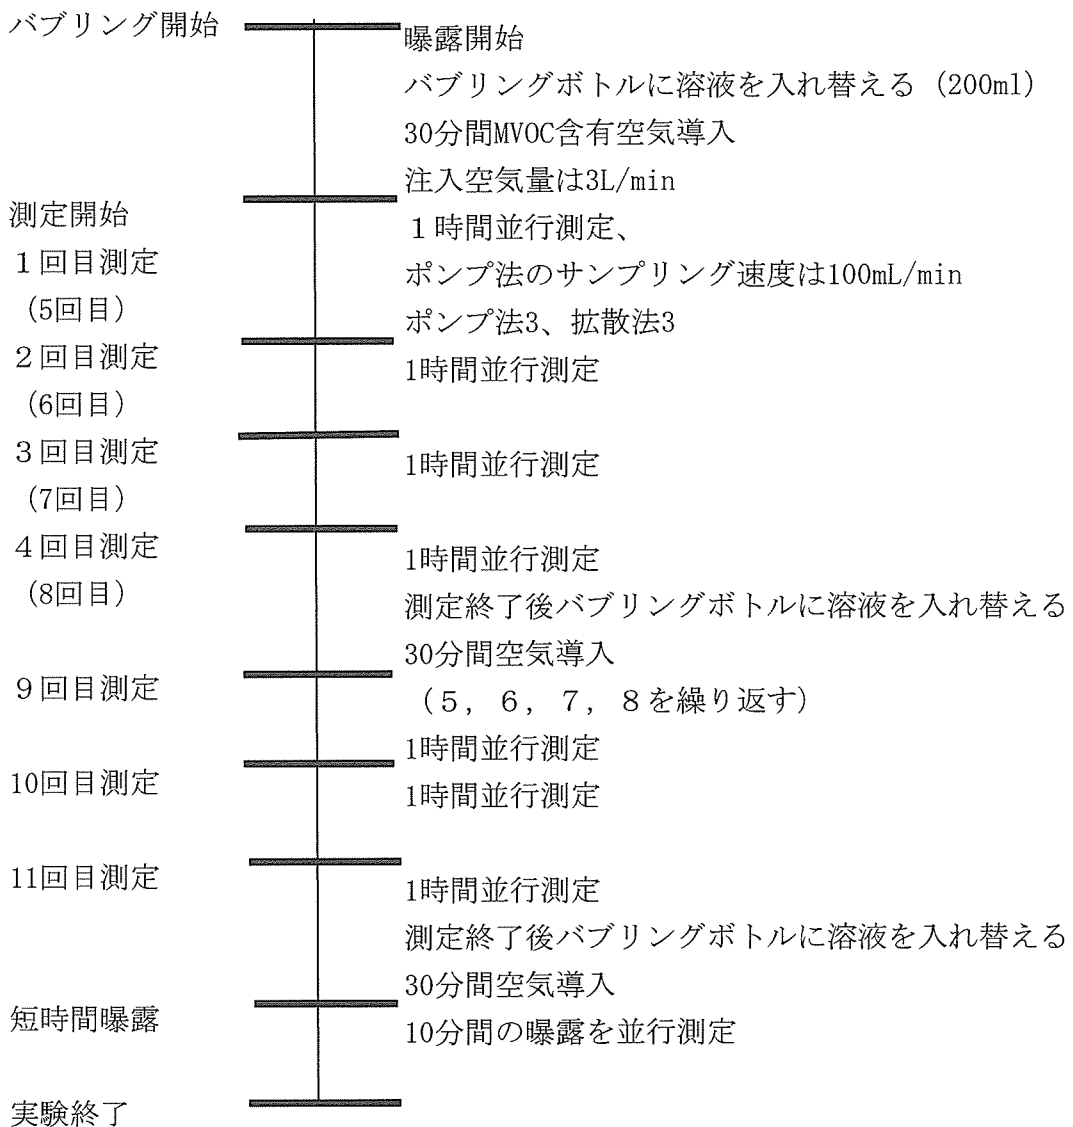 バブリング開始
曝露開始
バブリングボトルに溶液を入れ替える（200ml）
30分間MVOC含有空気導入
注入空気量は3L/min
測定開始
１時間並行測定、
１回目測定
ポンプ法のサンプリング速度は100mL/min
（5回目）
ポンプ法3、拡散法3
２回目測定
1時間並行測定
（6回目）
３回目測定
1時間並行測定
（7回目）
４回目測定
1時間並行測定
（8回目）
測定終了後バブリングボトルに溶液を入れ替える
30分間空気導入
９回目測定
（５，６，７，８を繰り返す）
1時間並行測定
10回目測定
1時間並行測定
11回目測定
1時間並行測定
測定終了後バブリングボトルに溶液を入れ替える
30分間空気導入
短時間曝露
10分間の曝露を並行測定
実験終了